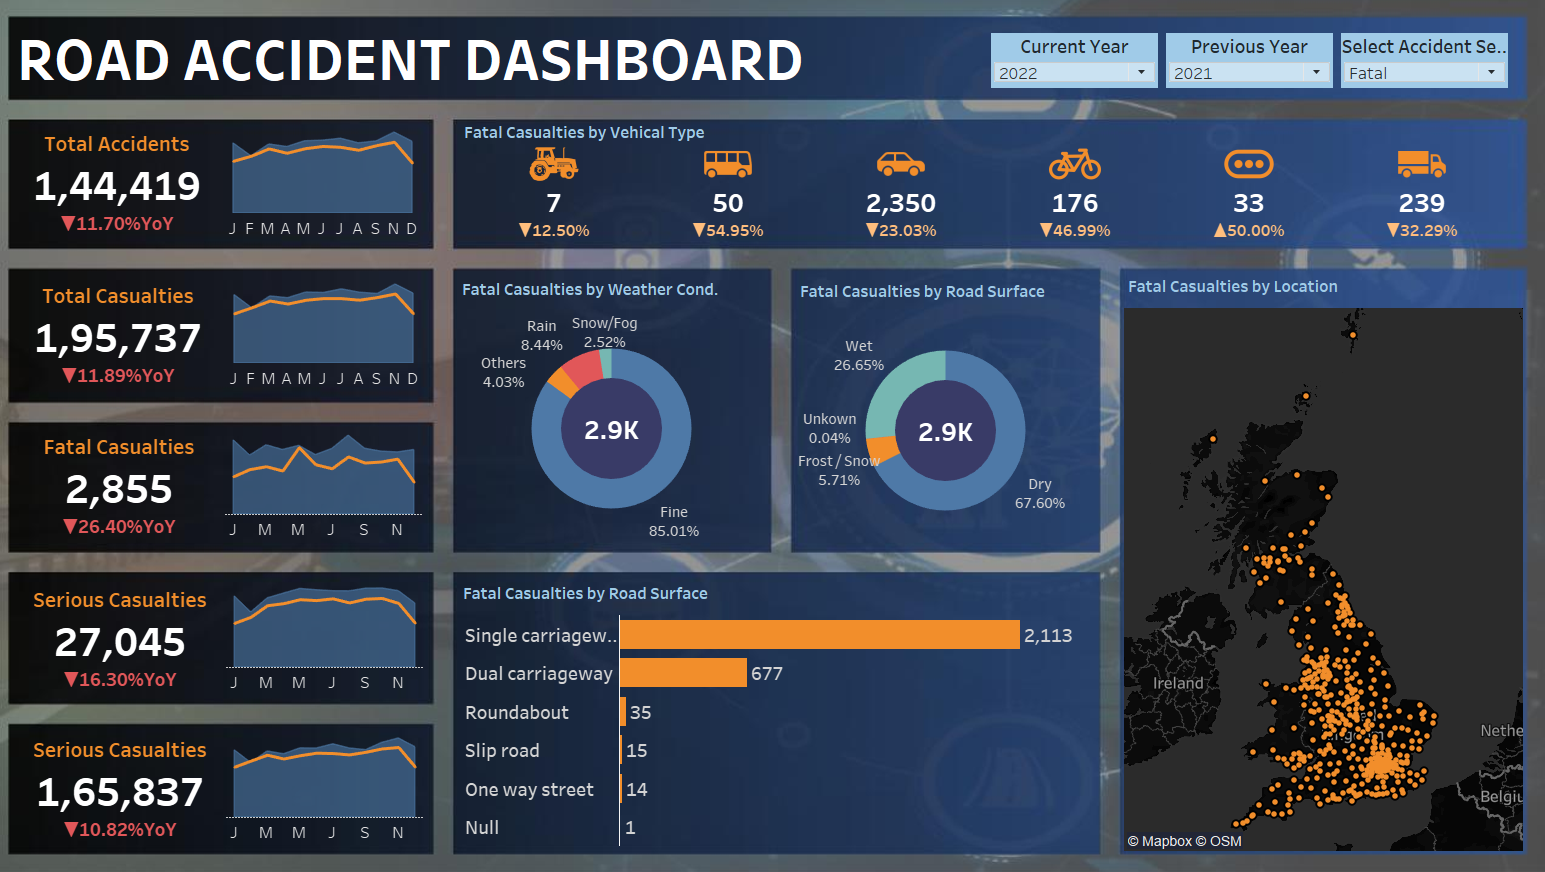 ROAD ACCIDENT DASHBOARD
Current Year
2022
Previous Year
2021
Select Accident Se..
Fatal
Total Accidents
1,44,419
▼11.70%YoY
J F M A M J J A S N D
Fatal Casualties by Vehical Type
7
▼12.50%
50
▼54.95%
2,350
▼23.03%
176
▼46.99%
33
▲50.00%
239
▼32.29%
Total Casualties
1,95,737
▼11.89%YoY
J F M A M J J A S N D
Fatal Casualties
2,855
▼26.40%YoY
J M M J S N
Serious Casualties
27,045
▼16.30%YoY
J M M J S N
Serious Casualties
1,65,837
▼10.82%YoY
J M M J S N
Fatal Casualties by Weather Cond.
Snow/Fog
2.52%
Rain
8.44%
Others
4.03%
2.9K
Fine
85.01%
Fatal Casualties by Road Surface
Wet
26.65%
Unkown
0.04%
Frost / Snow
5.71%
2.9K
Dry
67.60%
Fatal Casualties by Road Surface
Single carriagew.. 2,113
Dual carriageway 677
Roundabout 35
Slip road 15
One way street 14
Null 1
Fatal Casualties by Location
Ireland
Nethe
Belgiu
© Mapbox © OSM